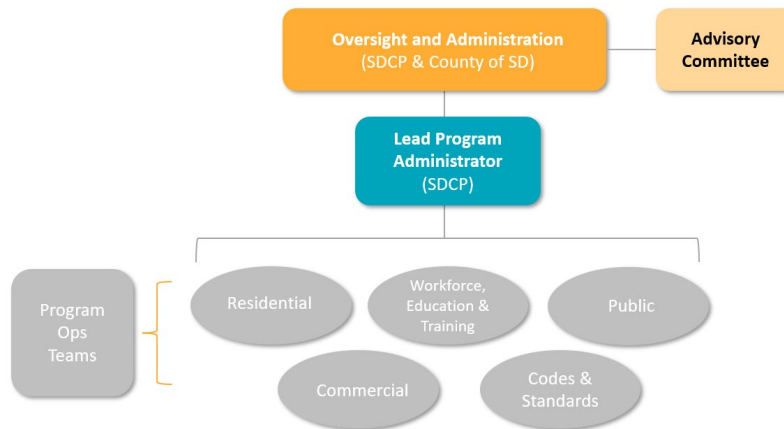 Oversight and Administration
(SDCP & County of SD)
Advisory
Committee
Lead Program
Administrator
(SDCP)
Program
Ops
Teams
Residential
Workforce,
Education &
Training
Public
Commercial
Codes &
Standards